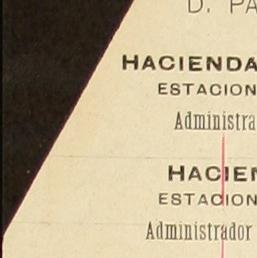 D. PA
HACIENDA
ESTACION
Administra
HACIEN
ESTACION
Administrador